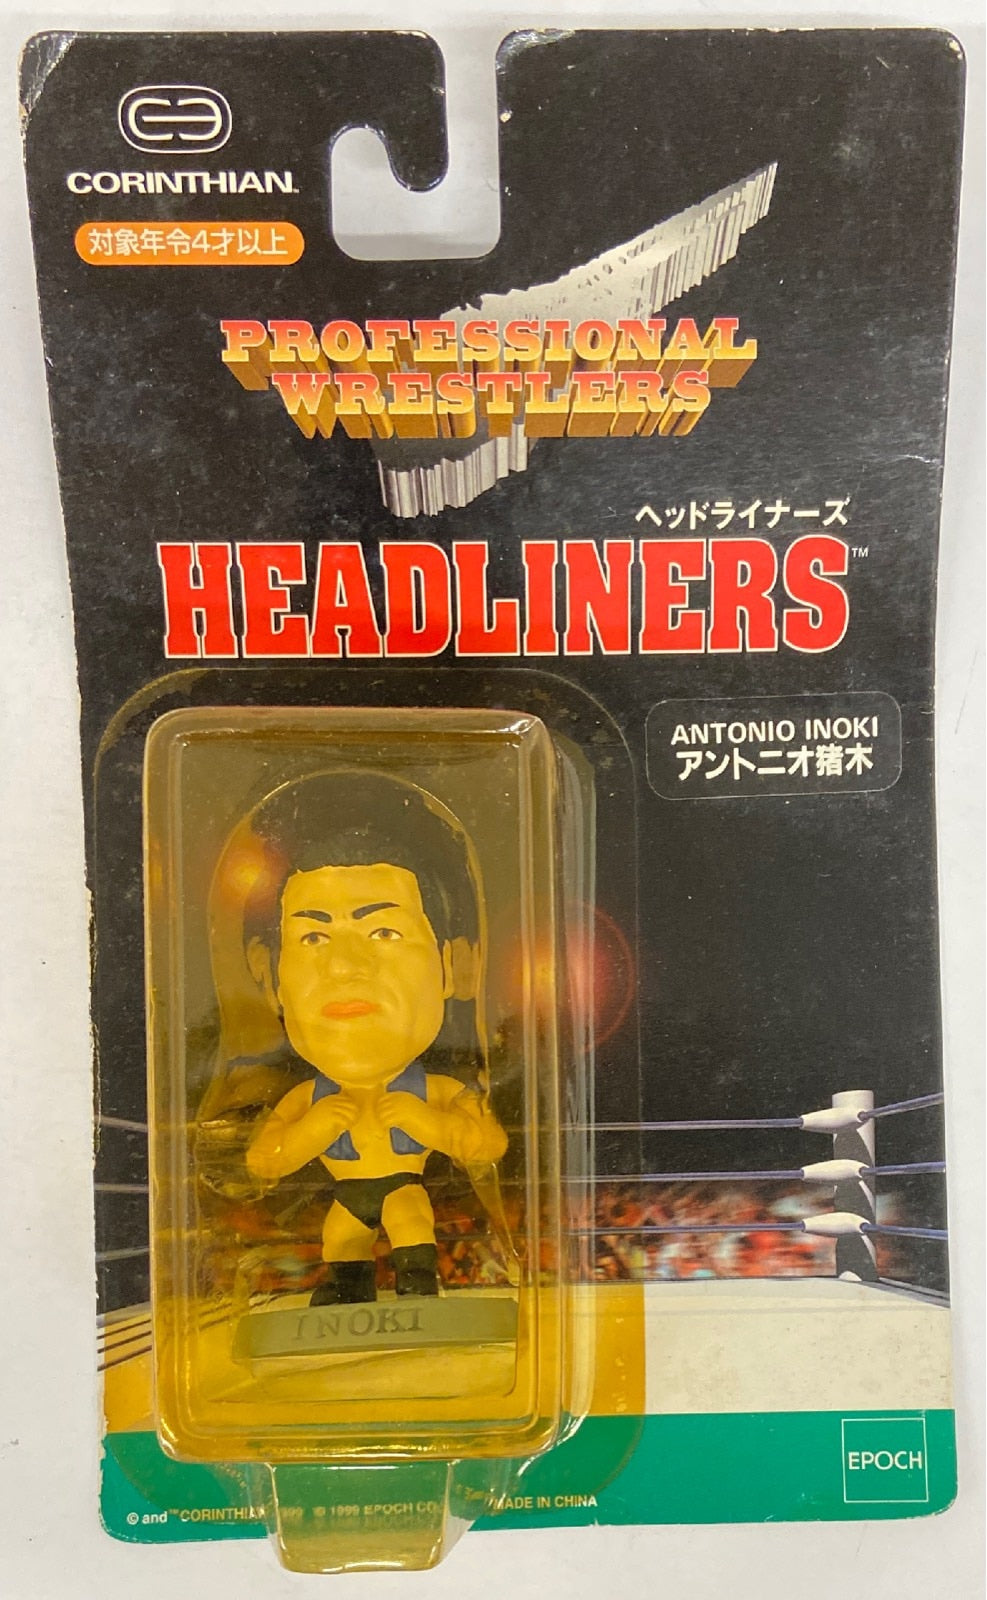 CORINTHIAN™
対象年令4才以上
PROFESSIONAL
WRESTLERS
ヘッドライナーズ
HEADLINERS™
ANTONIO INOKI
アントニオ猪木
INOKI
EPOCH
© and ™ CORINTHIAN 1999 © 1999 EPOCH CO. MADE IN CHINA